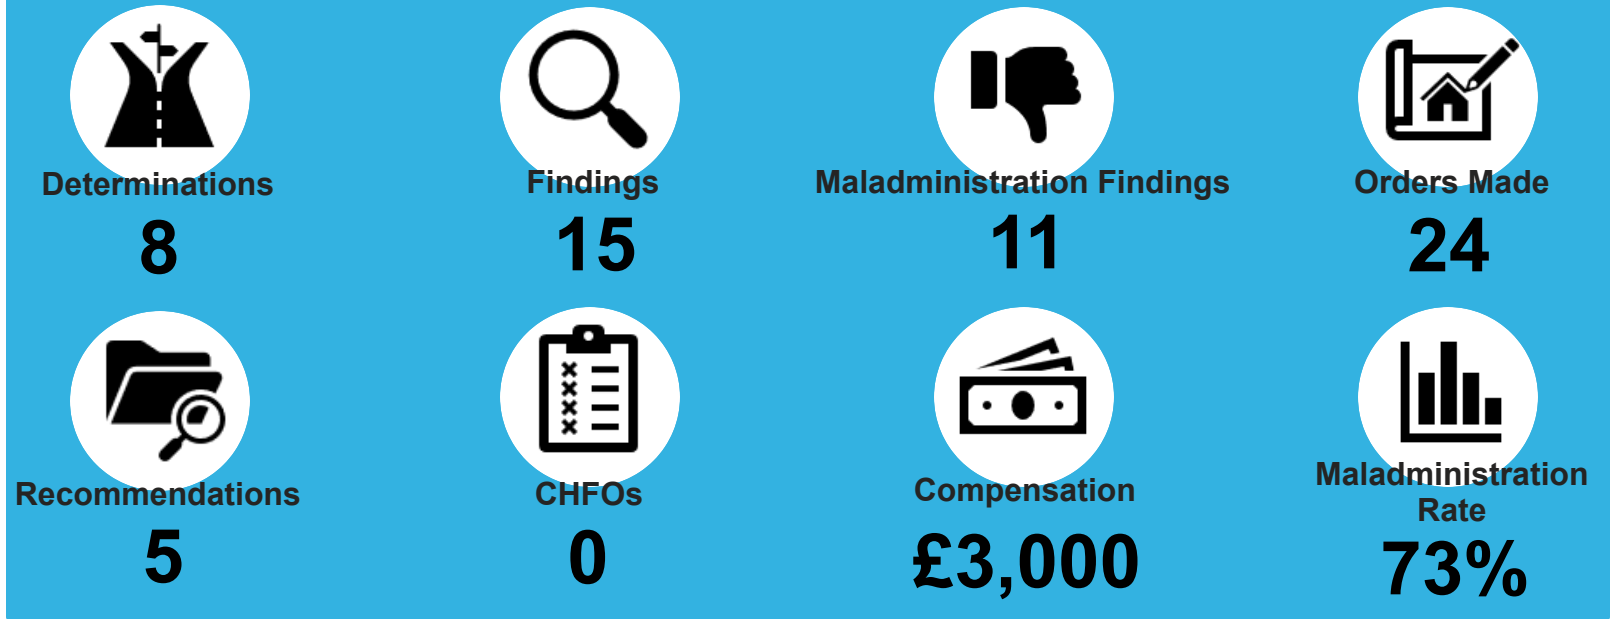 Determinations
8
Findings
15
Maladministration Findings
11
Orders Made
24
Recommendations
5
CHFOs
0
Compensation
£3,000
Maladministration
Rate
73%